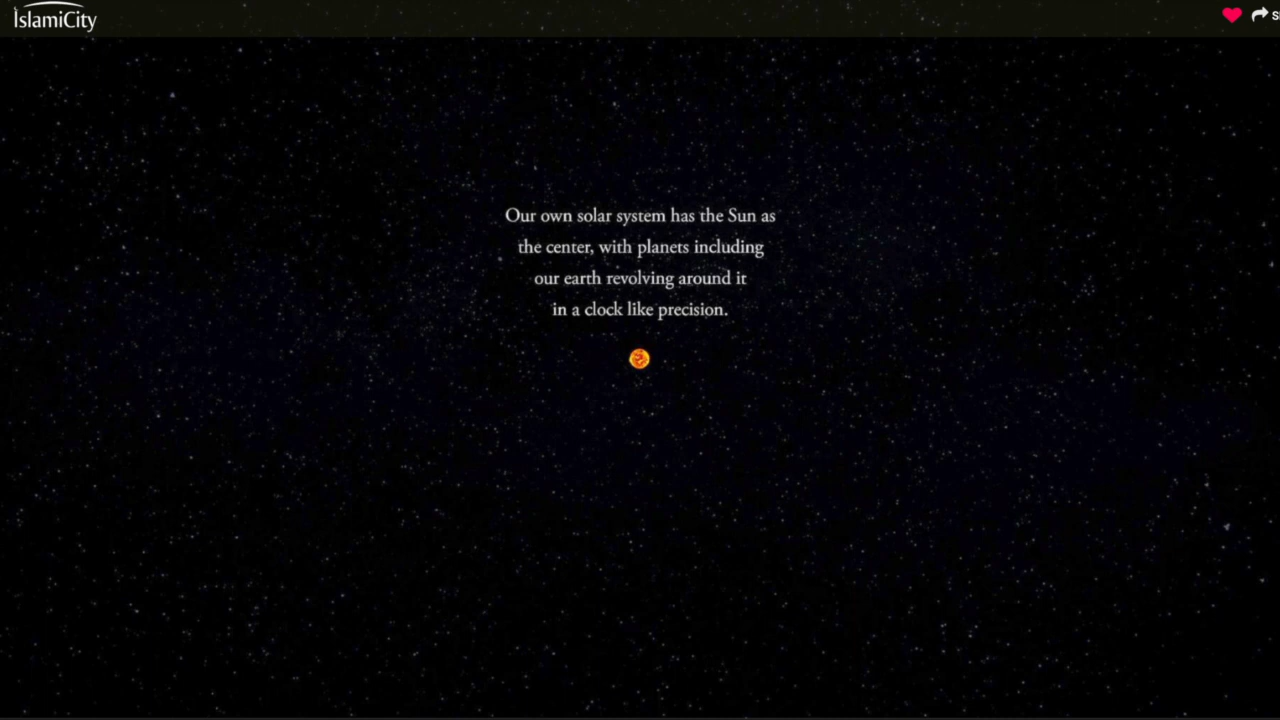 IslamiCity
Our own solar system has the Sun as
the center, with planets including
our earth revolving around it
in a clock like precision.